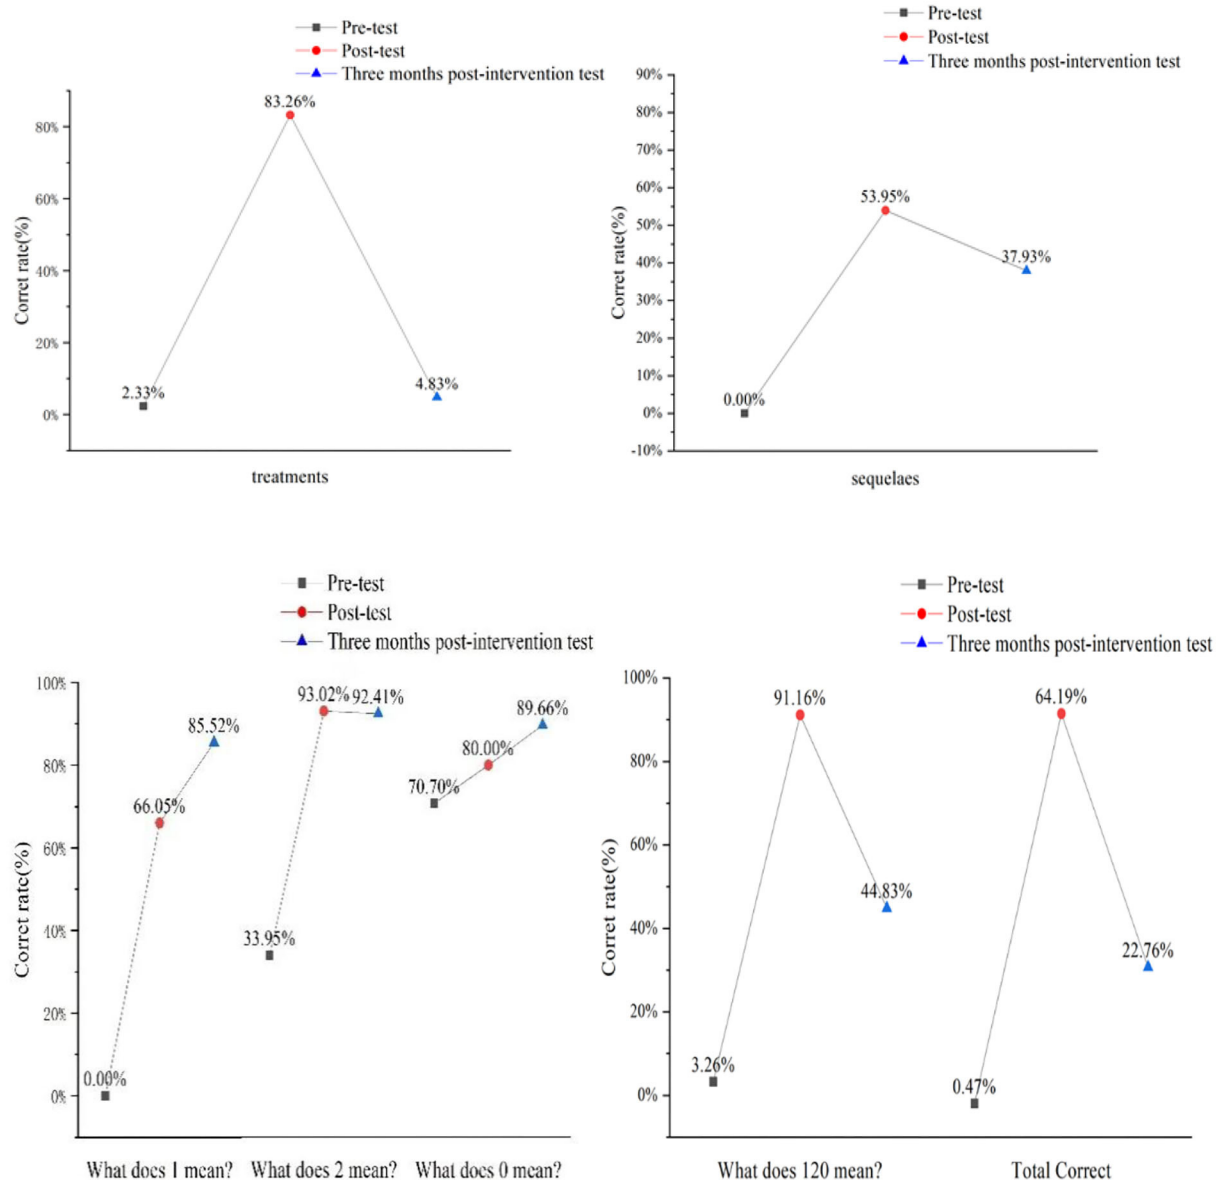 Pre-test
Post-test
Three months post-intervention test
83.26%
80%
60%
40%
20%
0%
2.33%
4.83%
Corret rate(%)
treatments
Pre-test
Post-test
Three months post-intervention test
90%
80%
70%
60%
50%
40%
30%
20%
10%
0%
-10%
53.95%
37.93%
0.00%
Corret rate(%)
sequelaes
Pre-test
Post-test
Three months post-intervention test
100%
80%
60%
40%
20%
0%
93.02%
92.41%
85.52%
89.66%
80.00%
70.70%
66.05%
33.95%
0.00%
Corret rate(%)
What does 1 mean?
What does 2 mean?
What does 0 mean?
Pre-test
Post-test
Three months post-intervention test
100%
80%
60%
40%
20%
0%
91.16%
64.19%
44.83%
22.76%
3.26%
0.47%
Corret rate(%)
What does 120 mean?
Total Correct